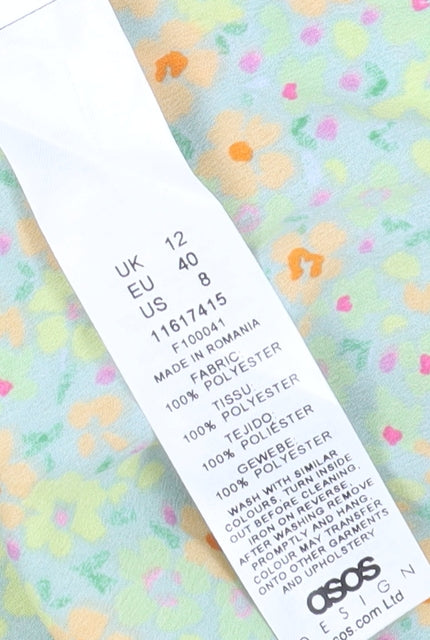 UK 12
EU 40
US 8
11617415
F100041
MADE IN ROMANIA
FABRIC:
100% POLYESTER
TISSU:
100% POLYESTER
TEJIDO:
100% POLIÉSTER
GEWEBE:
100% POLYESTER
WASH WITH SIMILAR
COLOURS. TURN INSIDE
OUT BEFORE CLEANING.
IRON ON REVERSE.
AFTER WASHING REMOVE
PROMPTLY AND HANG.
COLOUR MAY TRANSFER
ONTO OTHER GARMENTS
AND UPHOLSTERY
asos
DESIGN
sos.com Ltd